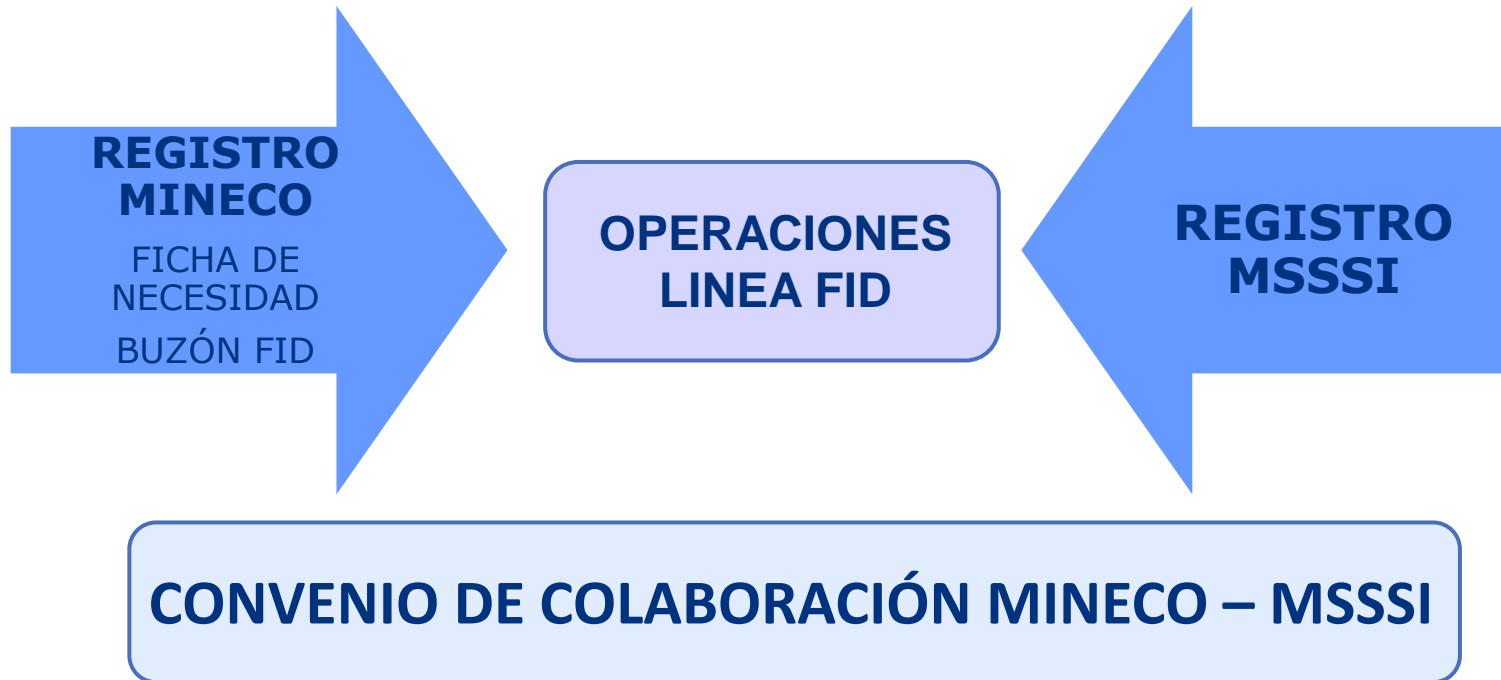 REGISTRO
MINECO
FICHA DE
NECESIDAD
BUZÓN FID
OPERACIONES
LINEA FID
REGISTRO
MSSSI
CONVENIO DE COLABORACIÓN MINECO – MSSSI